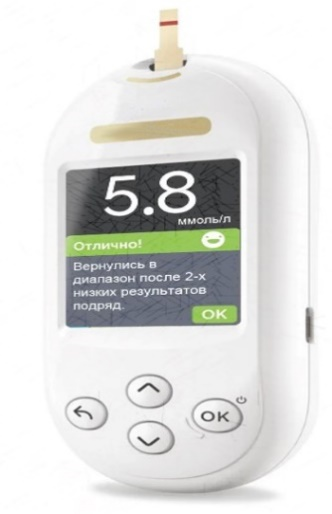 5.8
ммоль/л
Отлично!
Вернулись в
диапазон после 2-х
низких результатов
подряд.
OK
OK